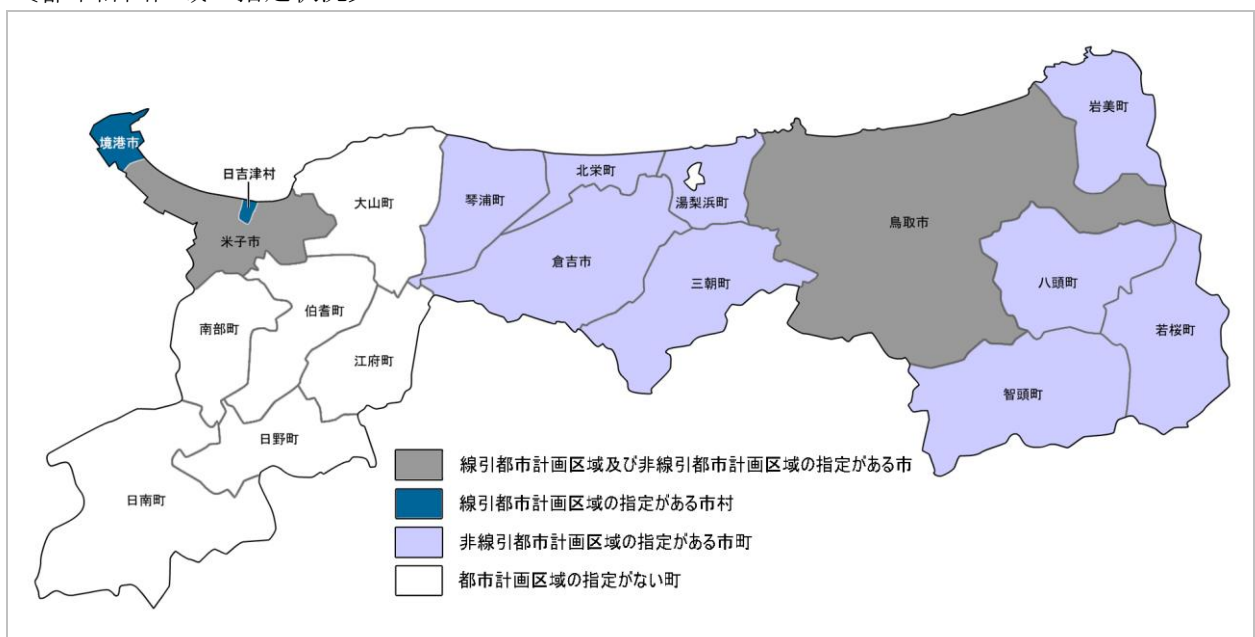 境港市
日吉津村
米子市
大山町
琴浦町
北栄町
湯梨浜町
岩美町
鳥取市
倉吉市
三朝町
八頭町
若桜町
智頭町
南部町
伯耆町
江府町
日野町
日南町
線引都市計画区域及び非線引都市計画区域の指定がある市
線引都市計画区域の指定がある市村
非線引都市計画区域の指定がある市町
都市計画区域の指定がない町